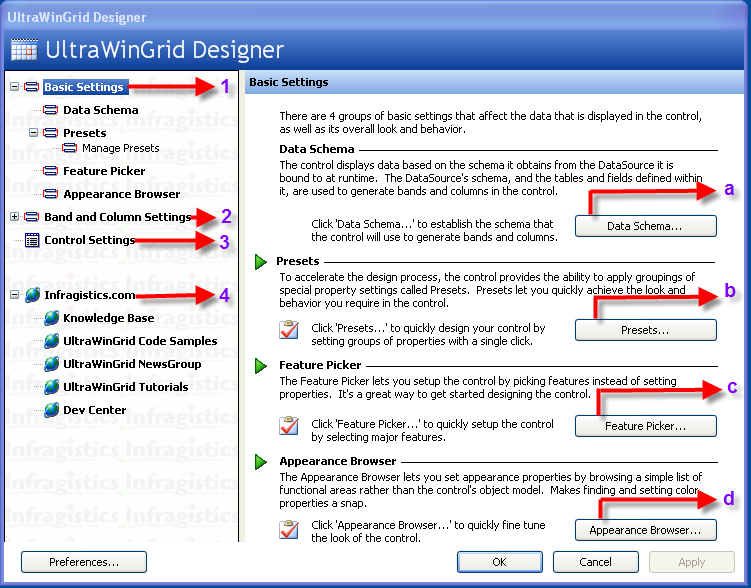 UltraWinGrid Designer
UltraWinGrid Designer
Basic Settings
1
Data Schema
Presets
Manage Presets
Feature Picker
Appearance Browser
Band and Column Settings
2
Control Settings
3
Infragistics.com
4
Knowledge Base
UltraWinGrid Code Samples
UltraWinGrid NewsGroup
UltraWinGrid Tutorials
Dev Center
Preferences...
Basic Settings
There are 4 groups of basic settings that affect the data that is displayed in the control,
as well as its overall look and behavior.
Data Schema
The control displays data based on the schema it obtains from the DataSource it is
bound to at runtime. The DataSource's schema, and the tables and fields defined within
it, are used to generate bands and columns in the control.
a
Click 'Data Schema...' to establish the schema that
the control will use to generate bands and columns.
Data Schema...
Presets
To accelerate the design process, the control provides the ability to apply groupings of
special property settings called Presets. Presets let you quickly achieve the look and
behavior you require in the control.
b
Click 'Presets...' to quickly design your control by
setting groups of properties with a single click.
Presets...
Feature Picker
The Feature Picker lets you setup the control by picking features instead of setting
properties. It's a great way to get started designing the control.
c
Click 'Feature Picker...' to quickly setup the control
by selecting major features.
Feature Picker...
Appearance Browser
The Appearance Browser lets you set appearance properties by browsing a simple list of
functional areas rather than the control's object model. Makes finding and setting color
properties a snap.
d
Click 'Appearance Browser...' to quickly fine tune
the look of the control.
Appearance Browser...
OK
Cancel
Apply